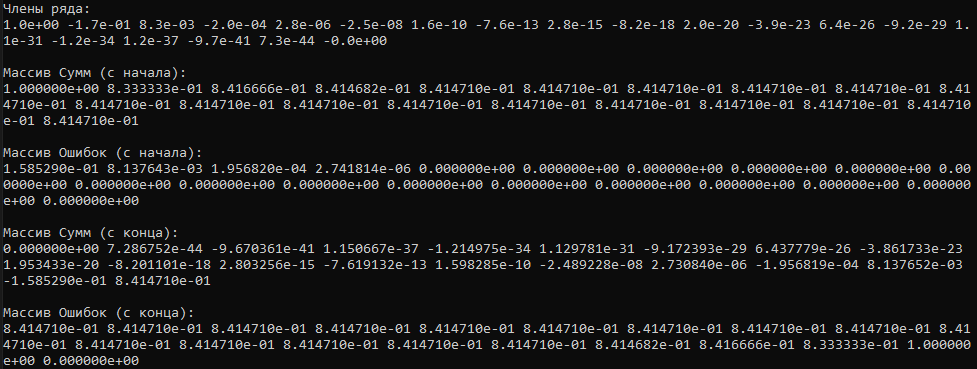 Члены ряда:
1.0e+00 -1.7e-01 8.3e-03 -2.0e-04 2.8e-06 -2.5e-08 1.6e-10 -7.6e-13 2.8e-15 -8.2e-18 2.0e-20 -3.9e-23 6.4e-26 -9.2e-29 1.
1e-31 -1.2e-34 1.2e-37 -9.7e-41 7.3e-44 -0.0e+00
Массив Сумм (с начала):
1.000000e+00 8.333333e-01 8.416666e-01 8.414682e-01 8.414710e-01 8.414710e-01 8.414710e-01 8.414710e-01 8.414710e-01 8.41
4710e-01 8.414710e-01 8.414710e-01 8.414710e-01 8.414710e-01 8.414710e-01 8.414710e-01 8.414710e-01 8.414710e-01 8.414710
e-01 8.414710e-01
Массив Ошибок (с начала):
1.585290e-01 8.137643e-03 1.956820e-04 2.741814e-06 0.000000e+00 0.000000e+00 0.000000e+00 0.000000e+00 0.000000e+00 0.00
0000e+00 0.000000e+00 0.000000e+00 0.000000e+00 0.000000e+00 0.000000e+00 0.000000e+00 0.000000e+00 0.000000e+00 0.000000
e+00 0.000000e+00
Массив Сумм (с конца):
0.000000e+00 7.286752e-44 -9.670361e-41 1.150667e-37 -1.214975e-34 1.129781e-31 -9.172393e-29 6.437779e-26 -3.861733e-23
1.953433e-20 -8.201101e-18 2.803256e-15 -7.619132e-13 1.598285e-10 -2.489228e-08 2.730840e-06 -1.956819e-04 8.137652e-03
-1.585290e-01 8.414710e-01
Массив Ошибок (с конца):
8.414710e-01 8.414710e-01 8.414710e-01 8.414710e-01 8.414710e-01 8.414710e-01 8.414710e-01 8.414710e-01 8.414710e-01 8.41
4710e-01 8.414710e-01 8.414710e-01 8.414710e-01 8.414710e-01 8.414710e-01 8.414682e-01 8.416666e-01 8.333333e-01 1.000000
e+00 0.000000e+00